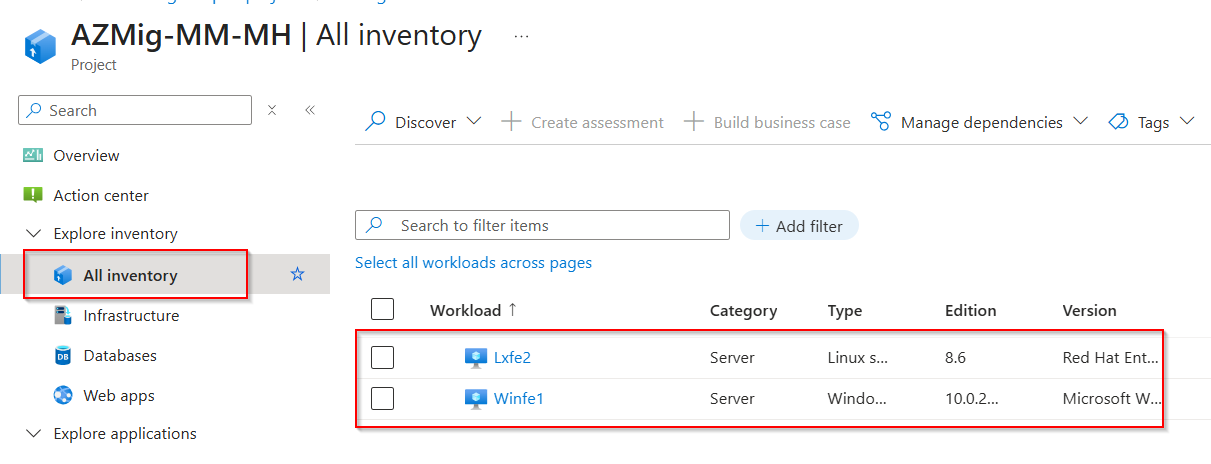 AZMig-MM-MH | All inventory ...
Project
Search
Overview
Action center
Explore inventory
All inventory
Infrastructure
Databases
Web apps
Explore applications
Discover Create assessment Build business case Manage dependencies Tags
Search to filter items Add filter
Select all workloads across pages
Workload ↑ Category Type Edition Version
Lxfe2 Server Linux s... 8.6 Red Hat Ent...
Winfe1 Server Windo... 10.0.2... Microsoft W...